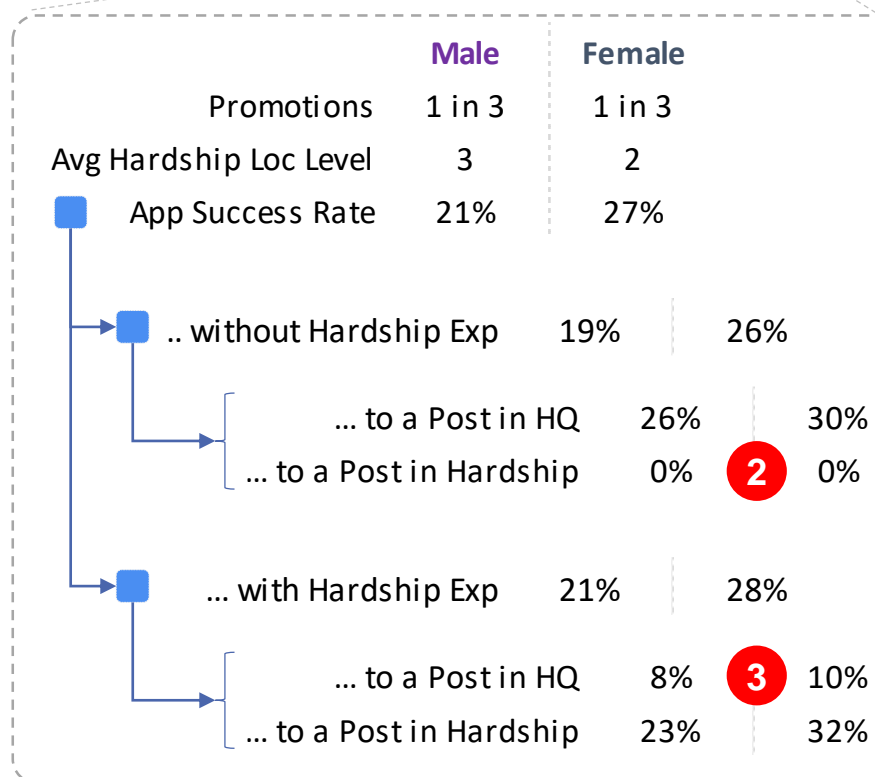 Male Female
Promotions 1 in 3 1 in 3
Avg Hardship Loc Level 3 2
App Success Rate 21% 27%
.. without Hardship Exp 19% 26%
... to a Post in HQ 26% 30%
... to a Post in Hardship 0% 2 0%
... with Hardship Exp 21% 28%
... to a Post in HQ 8% 3 10%
... to a Post in Hardship 23% 32%